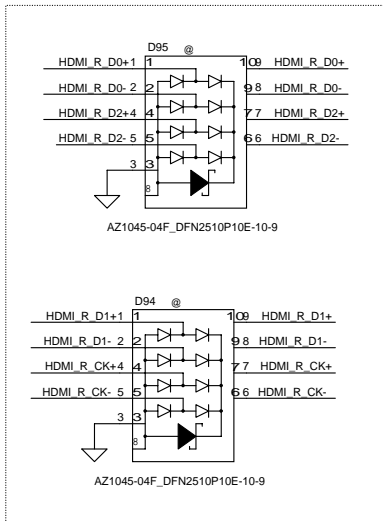 D95 @
HDMI_R_D0+ 1 1 10 9 HDMI_R_D0+
HDMI_R_D0- 2 2 9 8 HDMI_R_D0-
HDMI_R_D2+ 4 4 7 7 HDMI_R_D2+
HDMI_R_D2- 5 5 6 6 HDMI_R_D2-
3 3
8
AZ1045-04F_DFN2510P10E-10-9
D94 @
HDMI_R_D1+ 1 1 10 9 HDMI_R_D1+
HDMI_R_D1- 2 2 9 8 HDMI_R_D1-
HDMI_R_CK+ 4 4 7 7 HDMI_R_CK+
HDMI_R_CK- 5 5 6 6 HDMI_R_CK-
3 3
8
AZ1045-04F_DFN2510P10E-10-9